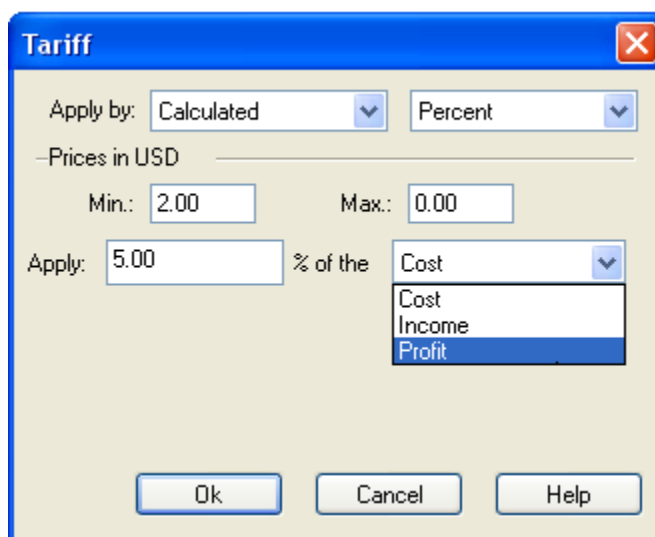 Tariff
Apply by: Calculated Percent
Prices in USD
Min.: 2.00 Max.: 0.00
Apply: 5.00 % of the Cost
Cost
Income
Profit
Ok Cancel Help